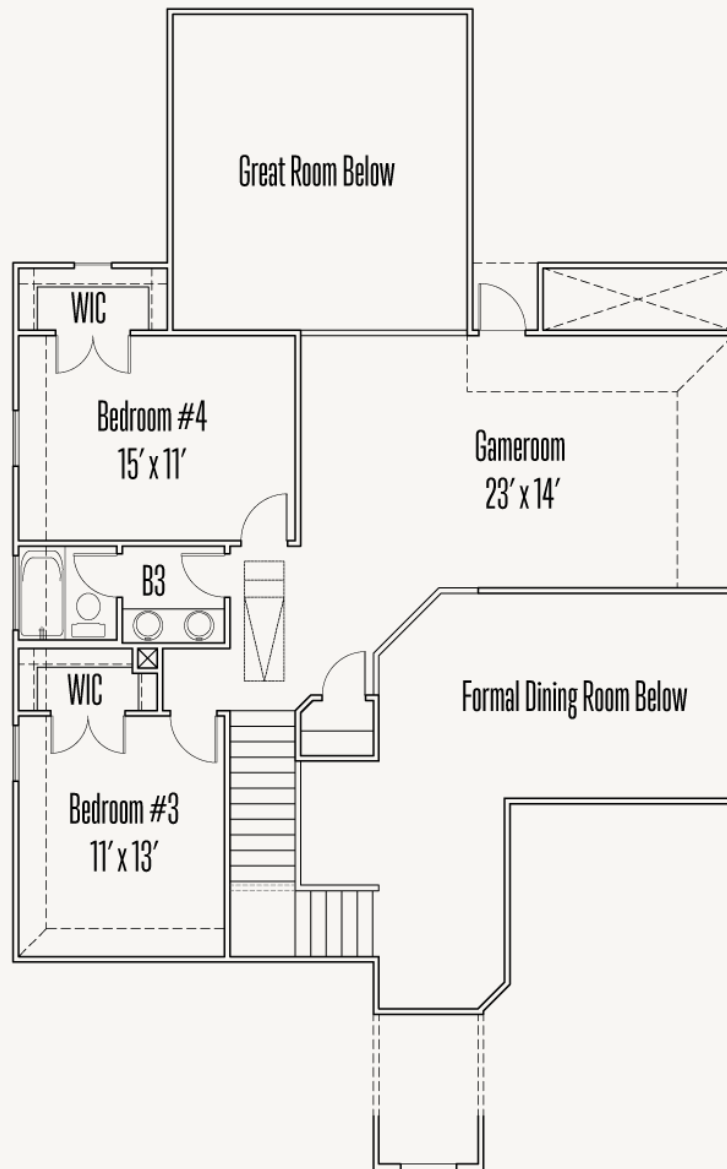 Great Room Below
WIC
Bedroom #4
15' x 11'
Gameroom
23' x 14'
B3
WIC
Formal Dining Room Below
Bedroom #3
11' x 13'